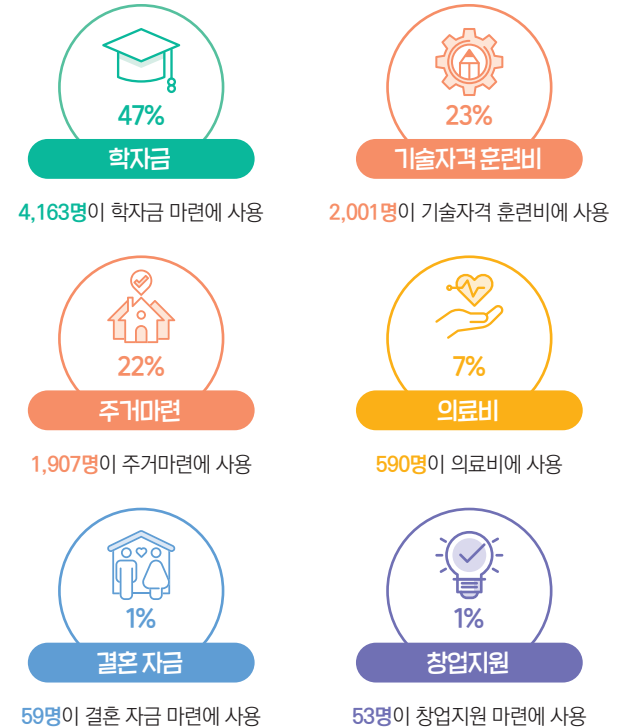 47%
학자금
4,163명이 학자금 마련에 사용
23%
기술자격 훈련비
2,001명이 기술자격 훈련비에 사용
22%
주거마련
1,907명이 주거마련에 사용
7%
의료비
590명이 의료비에 사용
1%
결혼 자금
59명이 결혼 자금 마련에 사용
1%
창업지원
53명이 창업지원 마련에 사용